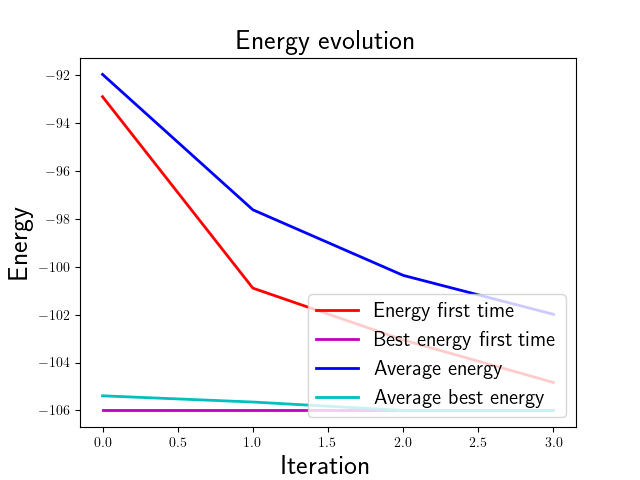 Energy evolution
Energy
−92
−94
−96
−98
−100
−102
−104
−106
Energy first time
Best energy first time
Average energy
Average best energy
0.0 0.5 1.0 1.5 2.0 2.5 3.0
Iteration